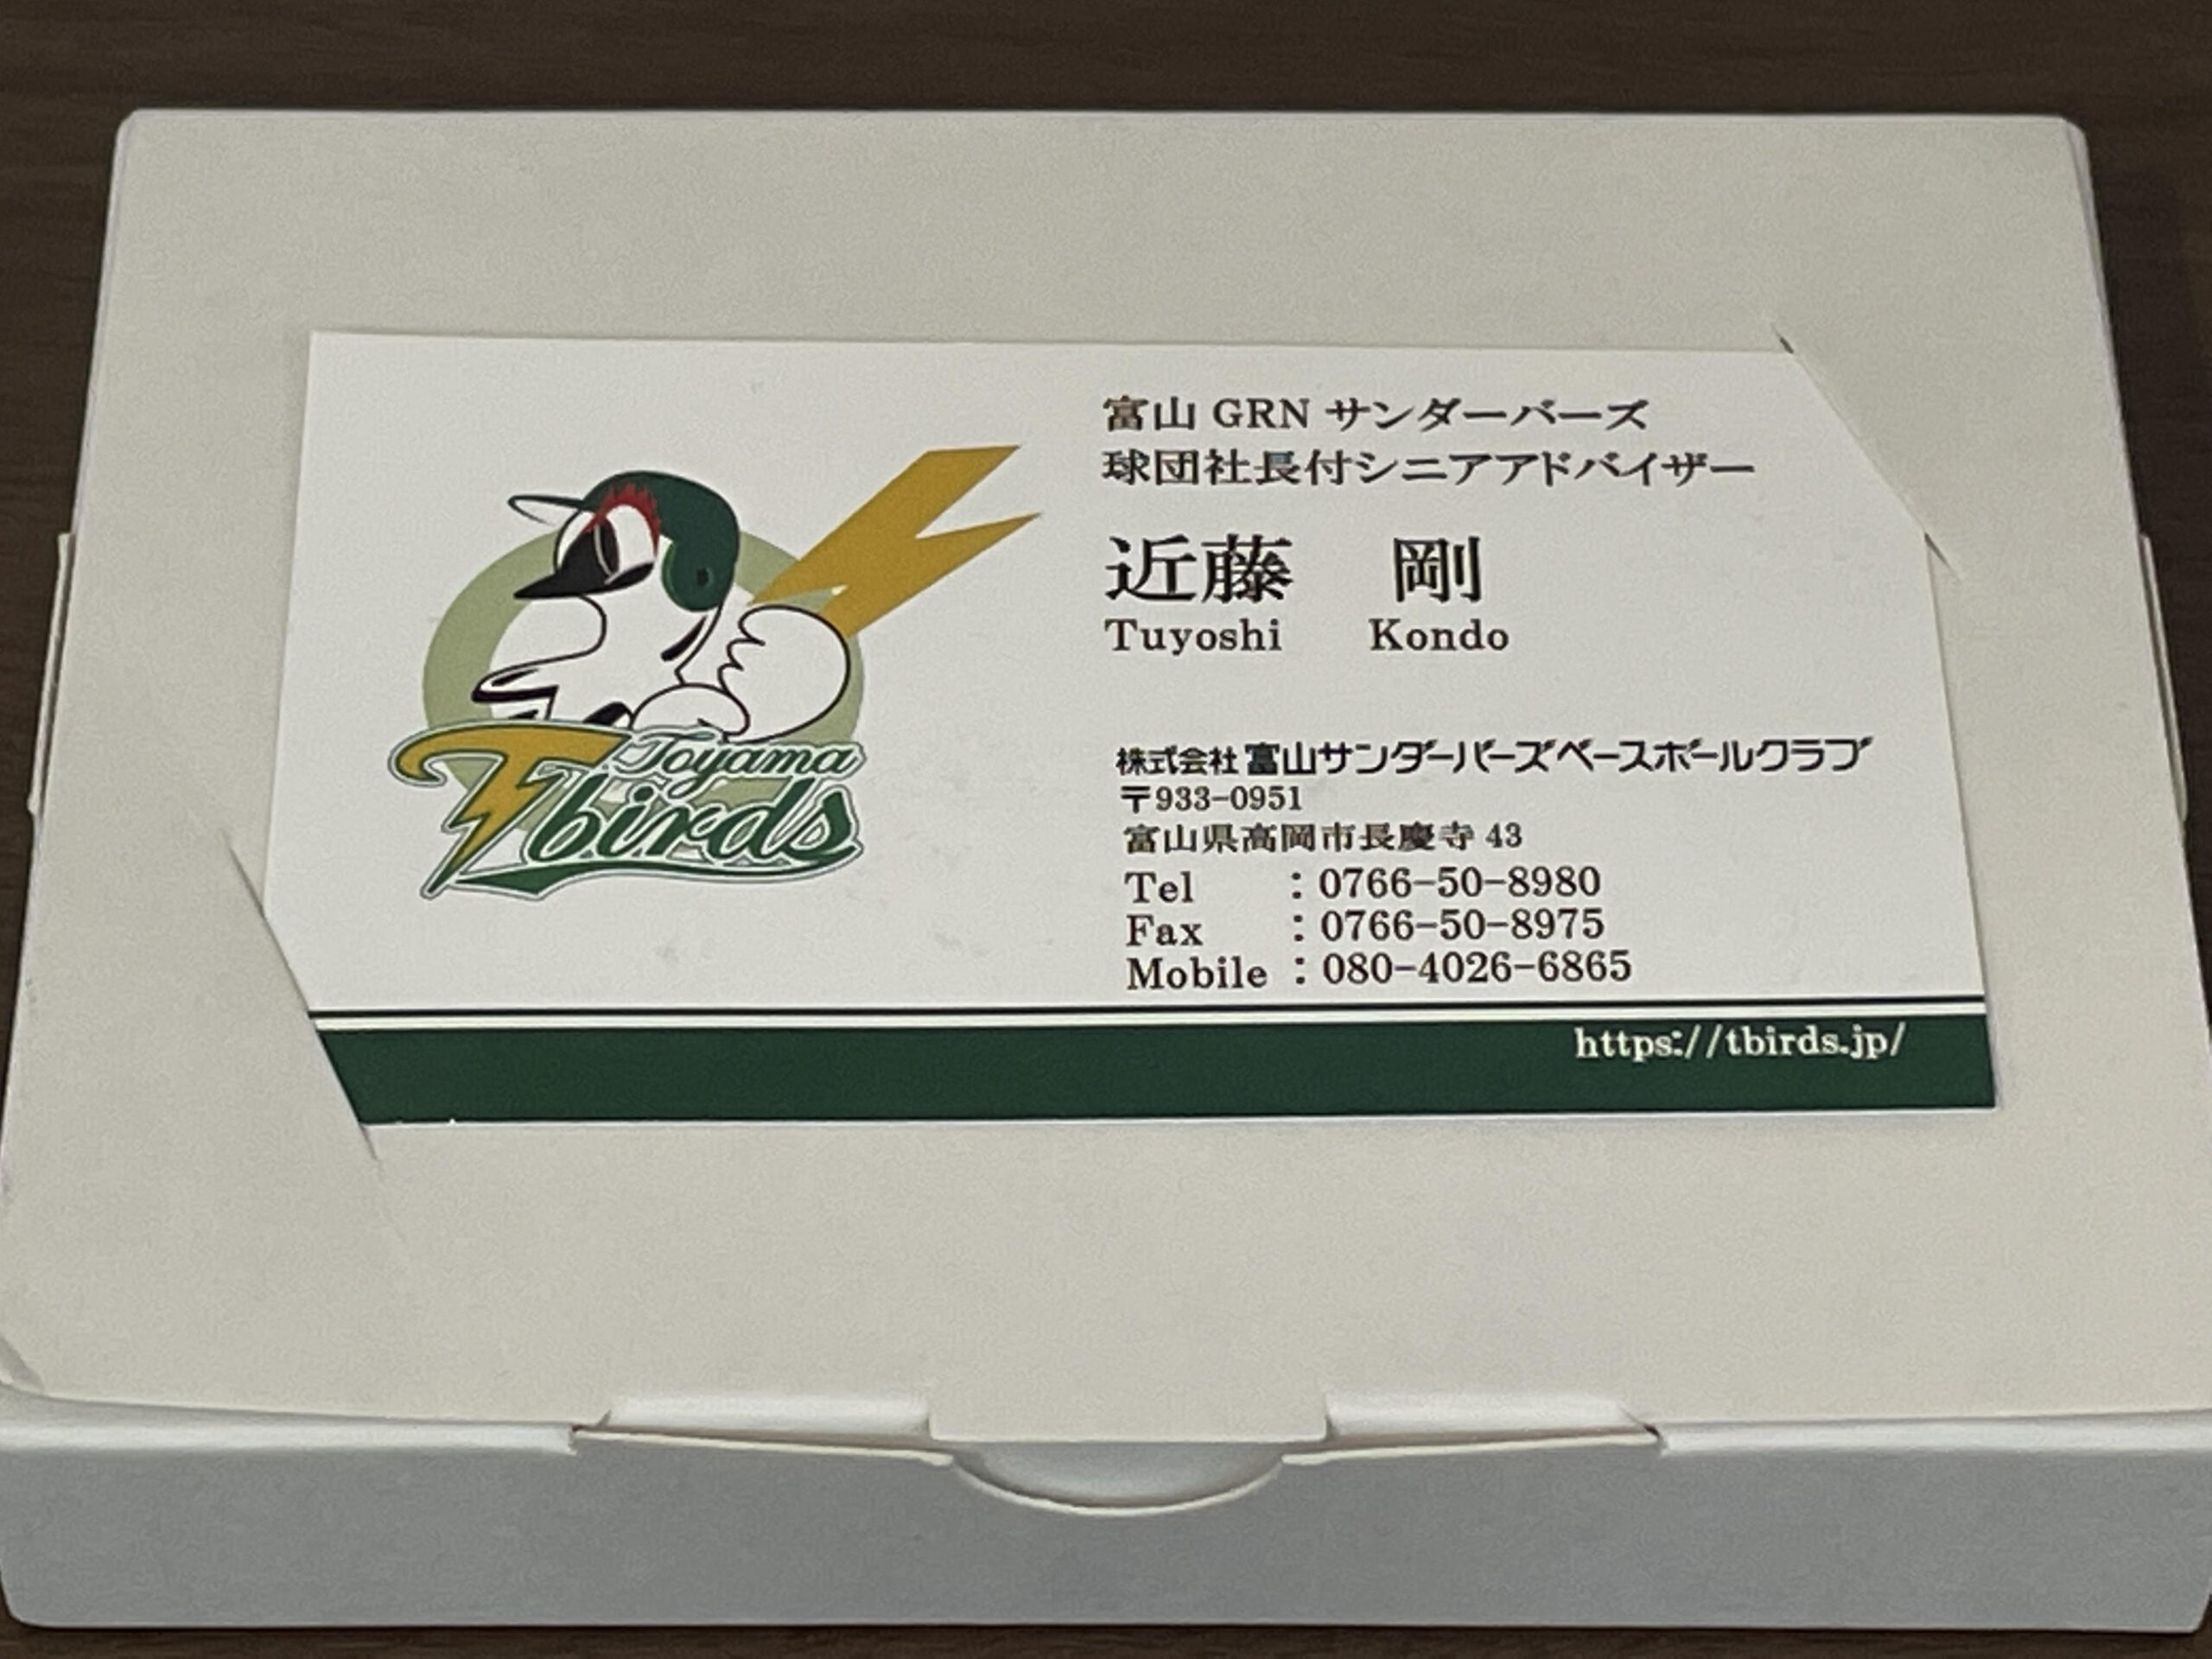 富山 GRN サンダーバーズ
球団社長付シニアアドバイザー
近藤 剛
Tuyoshi Kondo
Toyama
Tbirds
株式会社 富山サンダーバーズベースボールクラブ
〒933-0951
富山県高岡市長慶寺 43
Tel :0766-50-8980
Fax :0766-50-8975
Mobile :080-4026-6865
https://tbirds.jp/